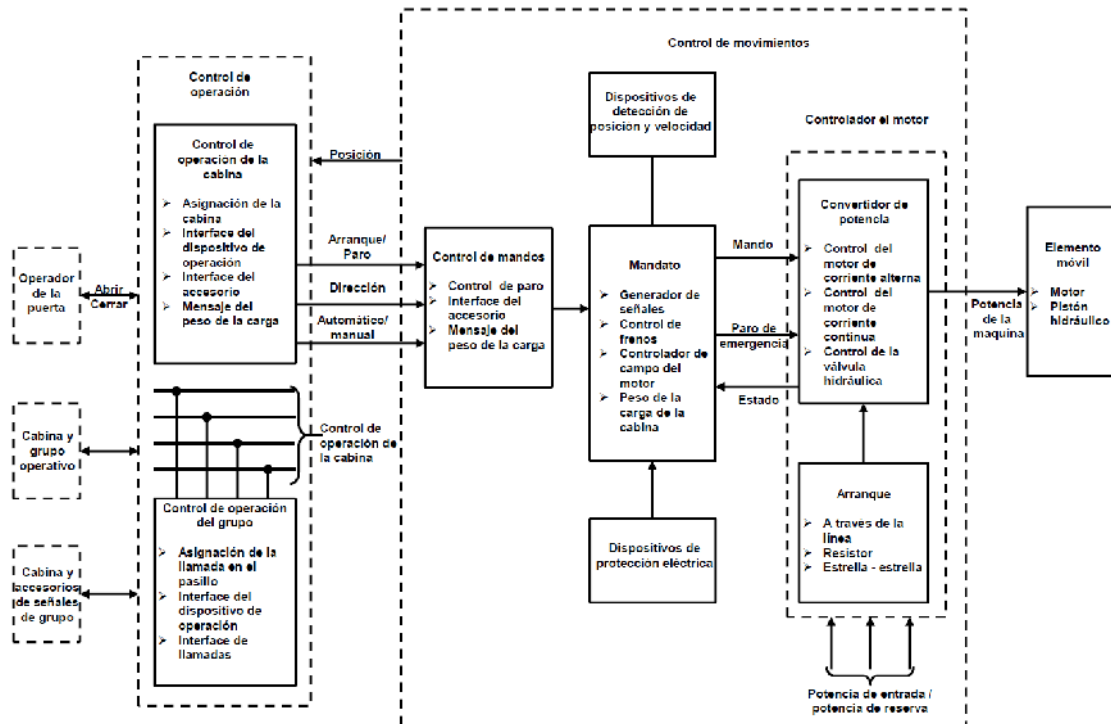 Control de movimientos
Control de
operación
Control de
operación de la
cabina
➢ Asignación de la
cabina
➢ Interface del
dispositivo de
operación
➢ Interface del
accesorio
➢ Mensaje del
peso de la carga
Operador
de la
puerta
Abrir
Cerrar
Cabina y
grupo
operativo
Cabina y
laccesorios
de señales
de grupo
Control de
operación de
la cabina
Control de operación
del grupo
➢ Asignación de la
llamada en el
pasillo
➢ Interface del
dispositivo de
operación
➢ Interface de
llamadas
Posición
Arranque/
Paro
Dirección
Automático/
manual
Control de mandos
➢ Control de paro
➢ Interface del
accesorio
➢ Mensaje del
peso de la carga
Dispositivos de
detección de
posición y velocidad
Mandato
➢ Generador de
señales
➢ Control de
frenos
➢ Controlador de
campo del
motor
➢ Peso de la
carga de la
cabina
Dispositivos de
protección eléctrica
Mando
Paro de
emergencia
Estado
Controlador el motor
Convertidor de
potencia
➢ Control del
motor de
corriente alterna
➢ Control del
motor de
corriente
continua
➢ Control de la
válvula
hidráulica
Arranque
➢ A través de la
línea
➢ Resistor
➢ Estrella - estrella
Potencia de entrada /
potencia de reserva
Potencia
de la
maquina
Elemento
móvil
➢ Motor
➢ Pistón
hidráulico